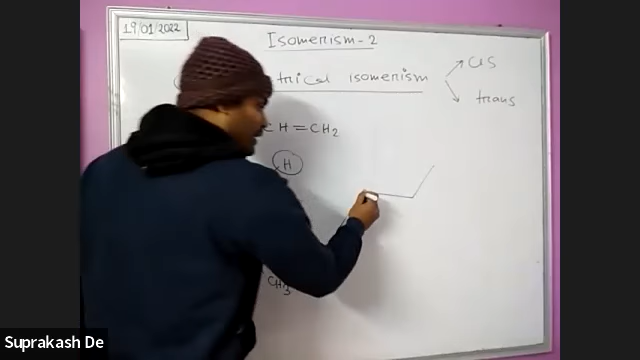 19/01/2022
Isomerism-2
trical isomerism
cis
trans
CH=CH2
H
CH3
Suprakash De